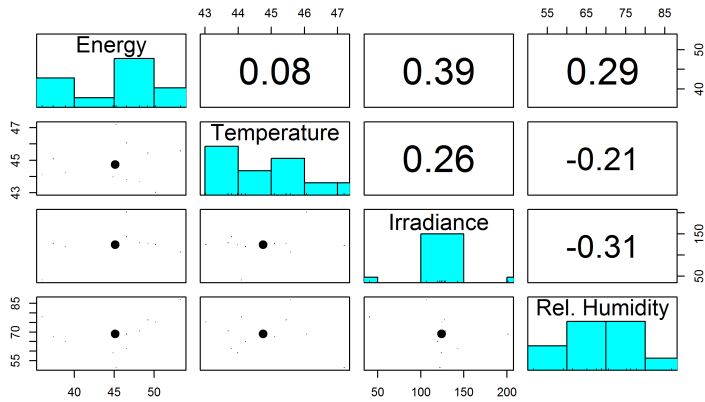 43 44 45 46 47 55 65 75 85
Energy 0.08 0.39 0.29 40 50
43 45 47 Temperature 0.26 -0.21
Irradiance -0.31 50 150
55 70 85 Rel. Humidity
40 45 50 50 100 150 200